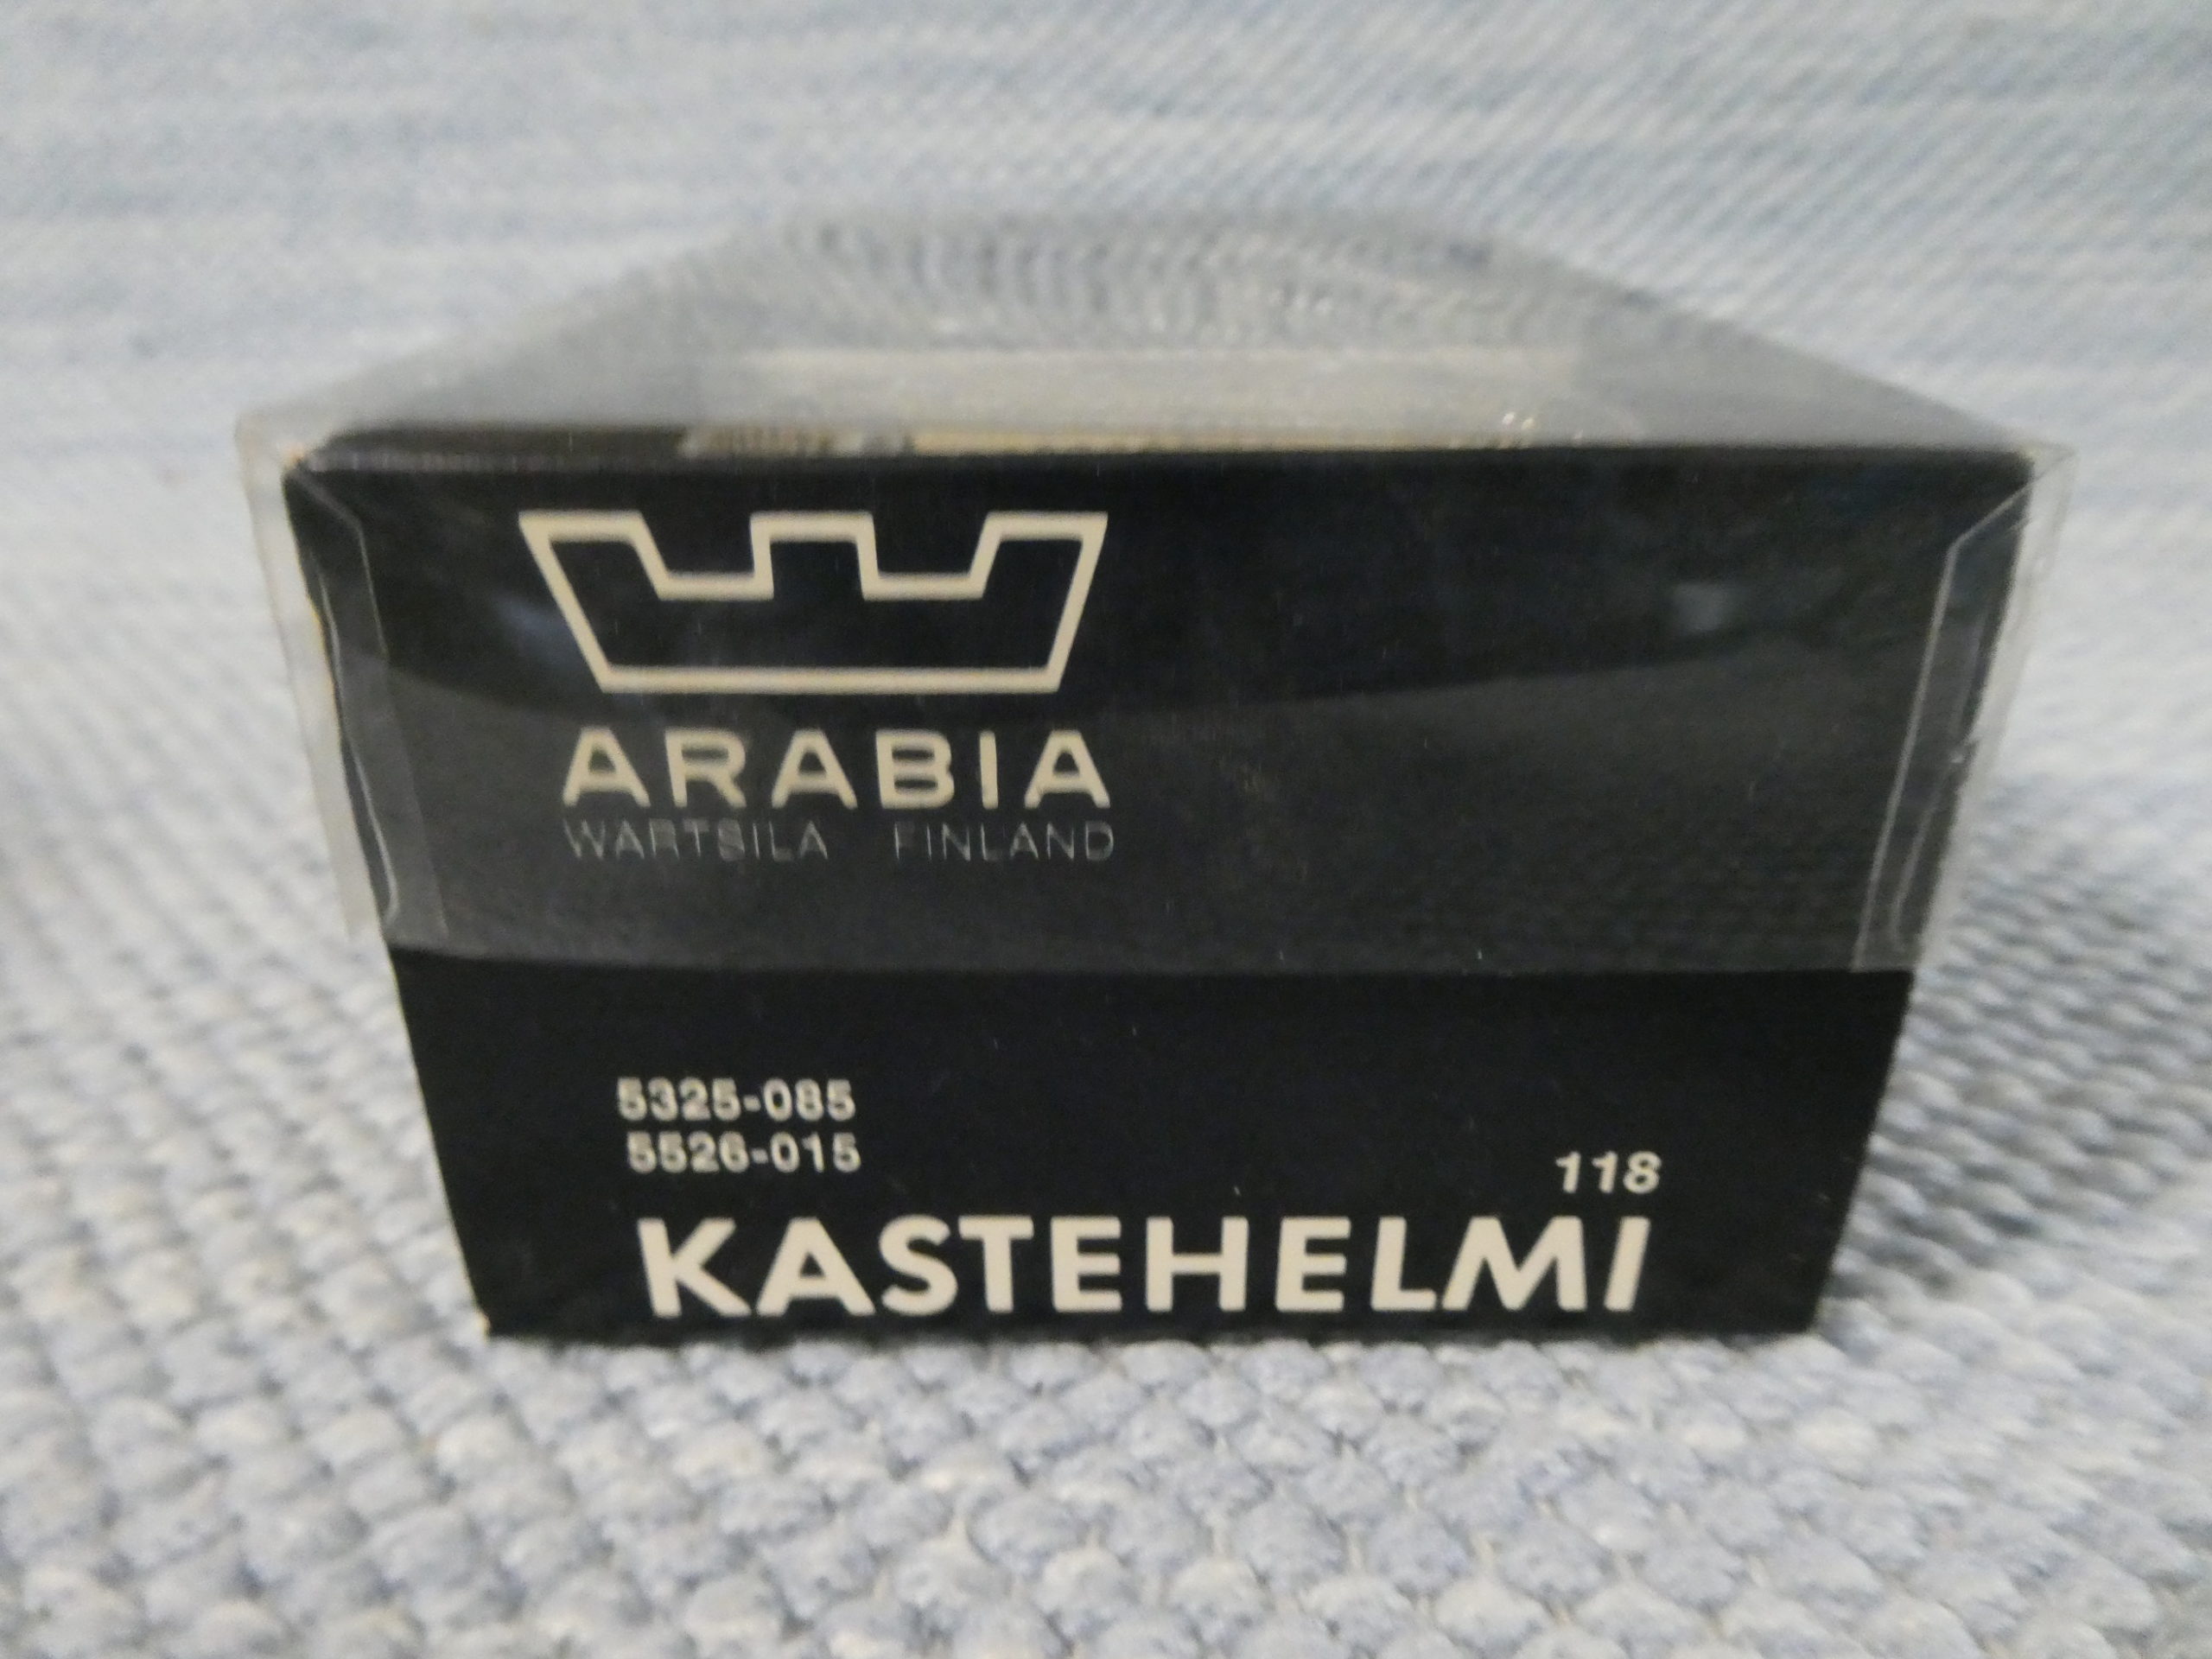 ARABIA
WARTSILA FINLAND
5325-085
5526-015
118
KASTEHELMI